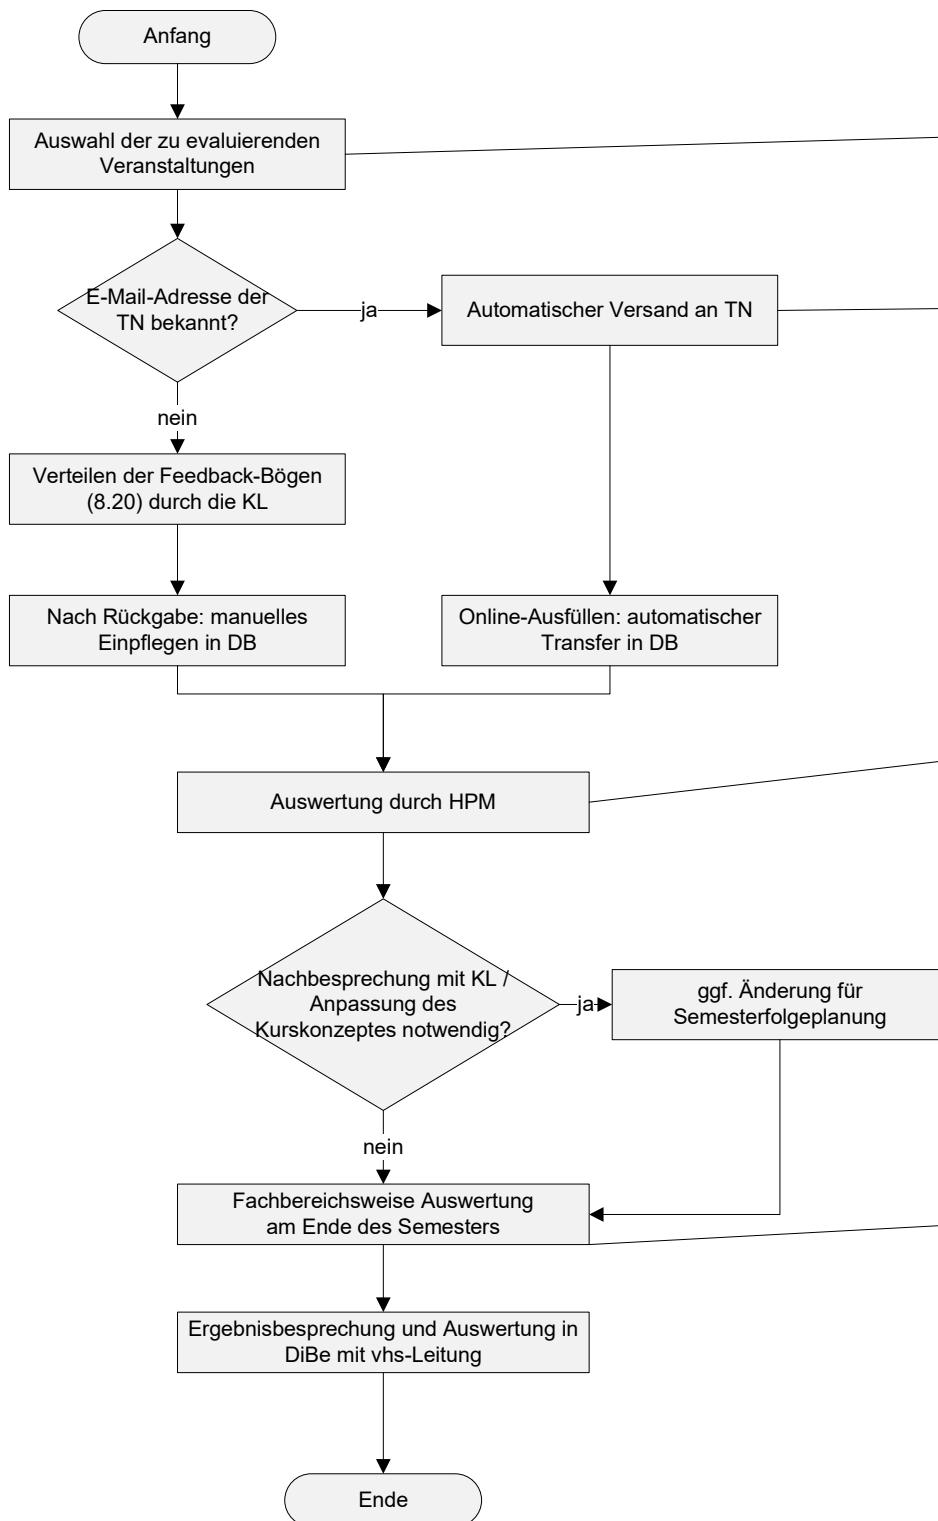 Anfang
Auswahl der zu evaluierenden
Veranstaltungen
E-Mail-Adresse der
TN bekannt?
ja
Automatischer Versand an TN
nein
Verteilen der Feedback-Bögen
(8.20) durch die KL
Nach Rückgabe: manuelles
Einpflegen in DB
Online-Ausfüllen: automatischer
Transfer in DB
Auswertung durch HPM
Nachbesprechung mit KL /
Anpassung des
Kurskonzeptes notwendig?
ja
ggf. Änderung für
Semesterfolgeplanung
nein
Fachbereichsweise Auswertung
am Ende des Semesters
Ergebnisbesprechung und Auswertung in
DiBe mit vhs-Leitung
Ende